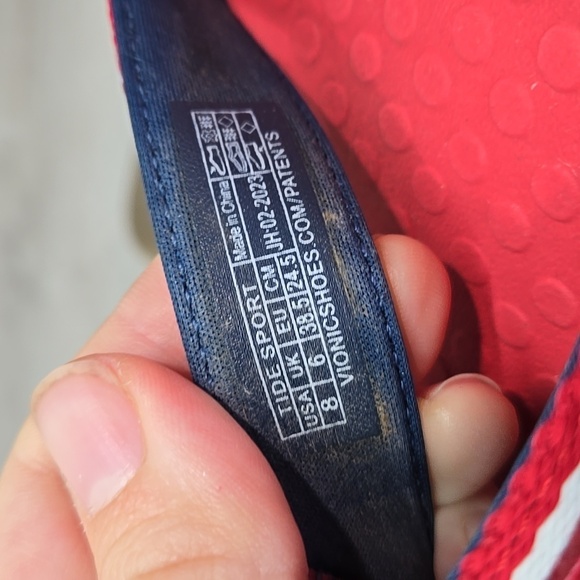 TIDE SPORT Made in China
USA UK EU CM JH:02-2023
8 6 38.5 24.5
VIONICSHOES.COM/PATENTS